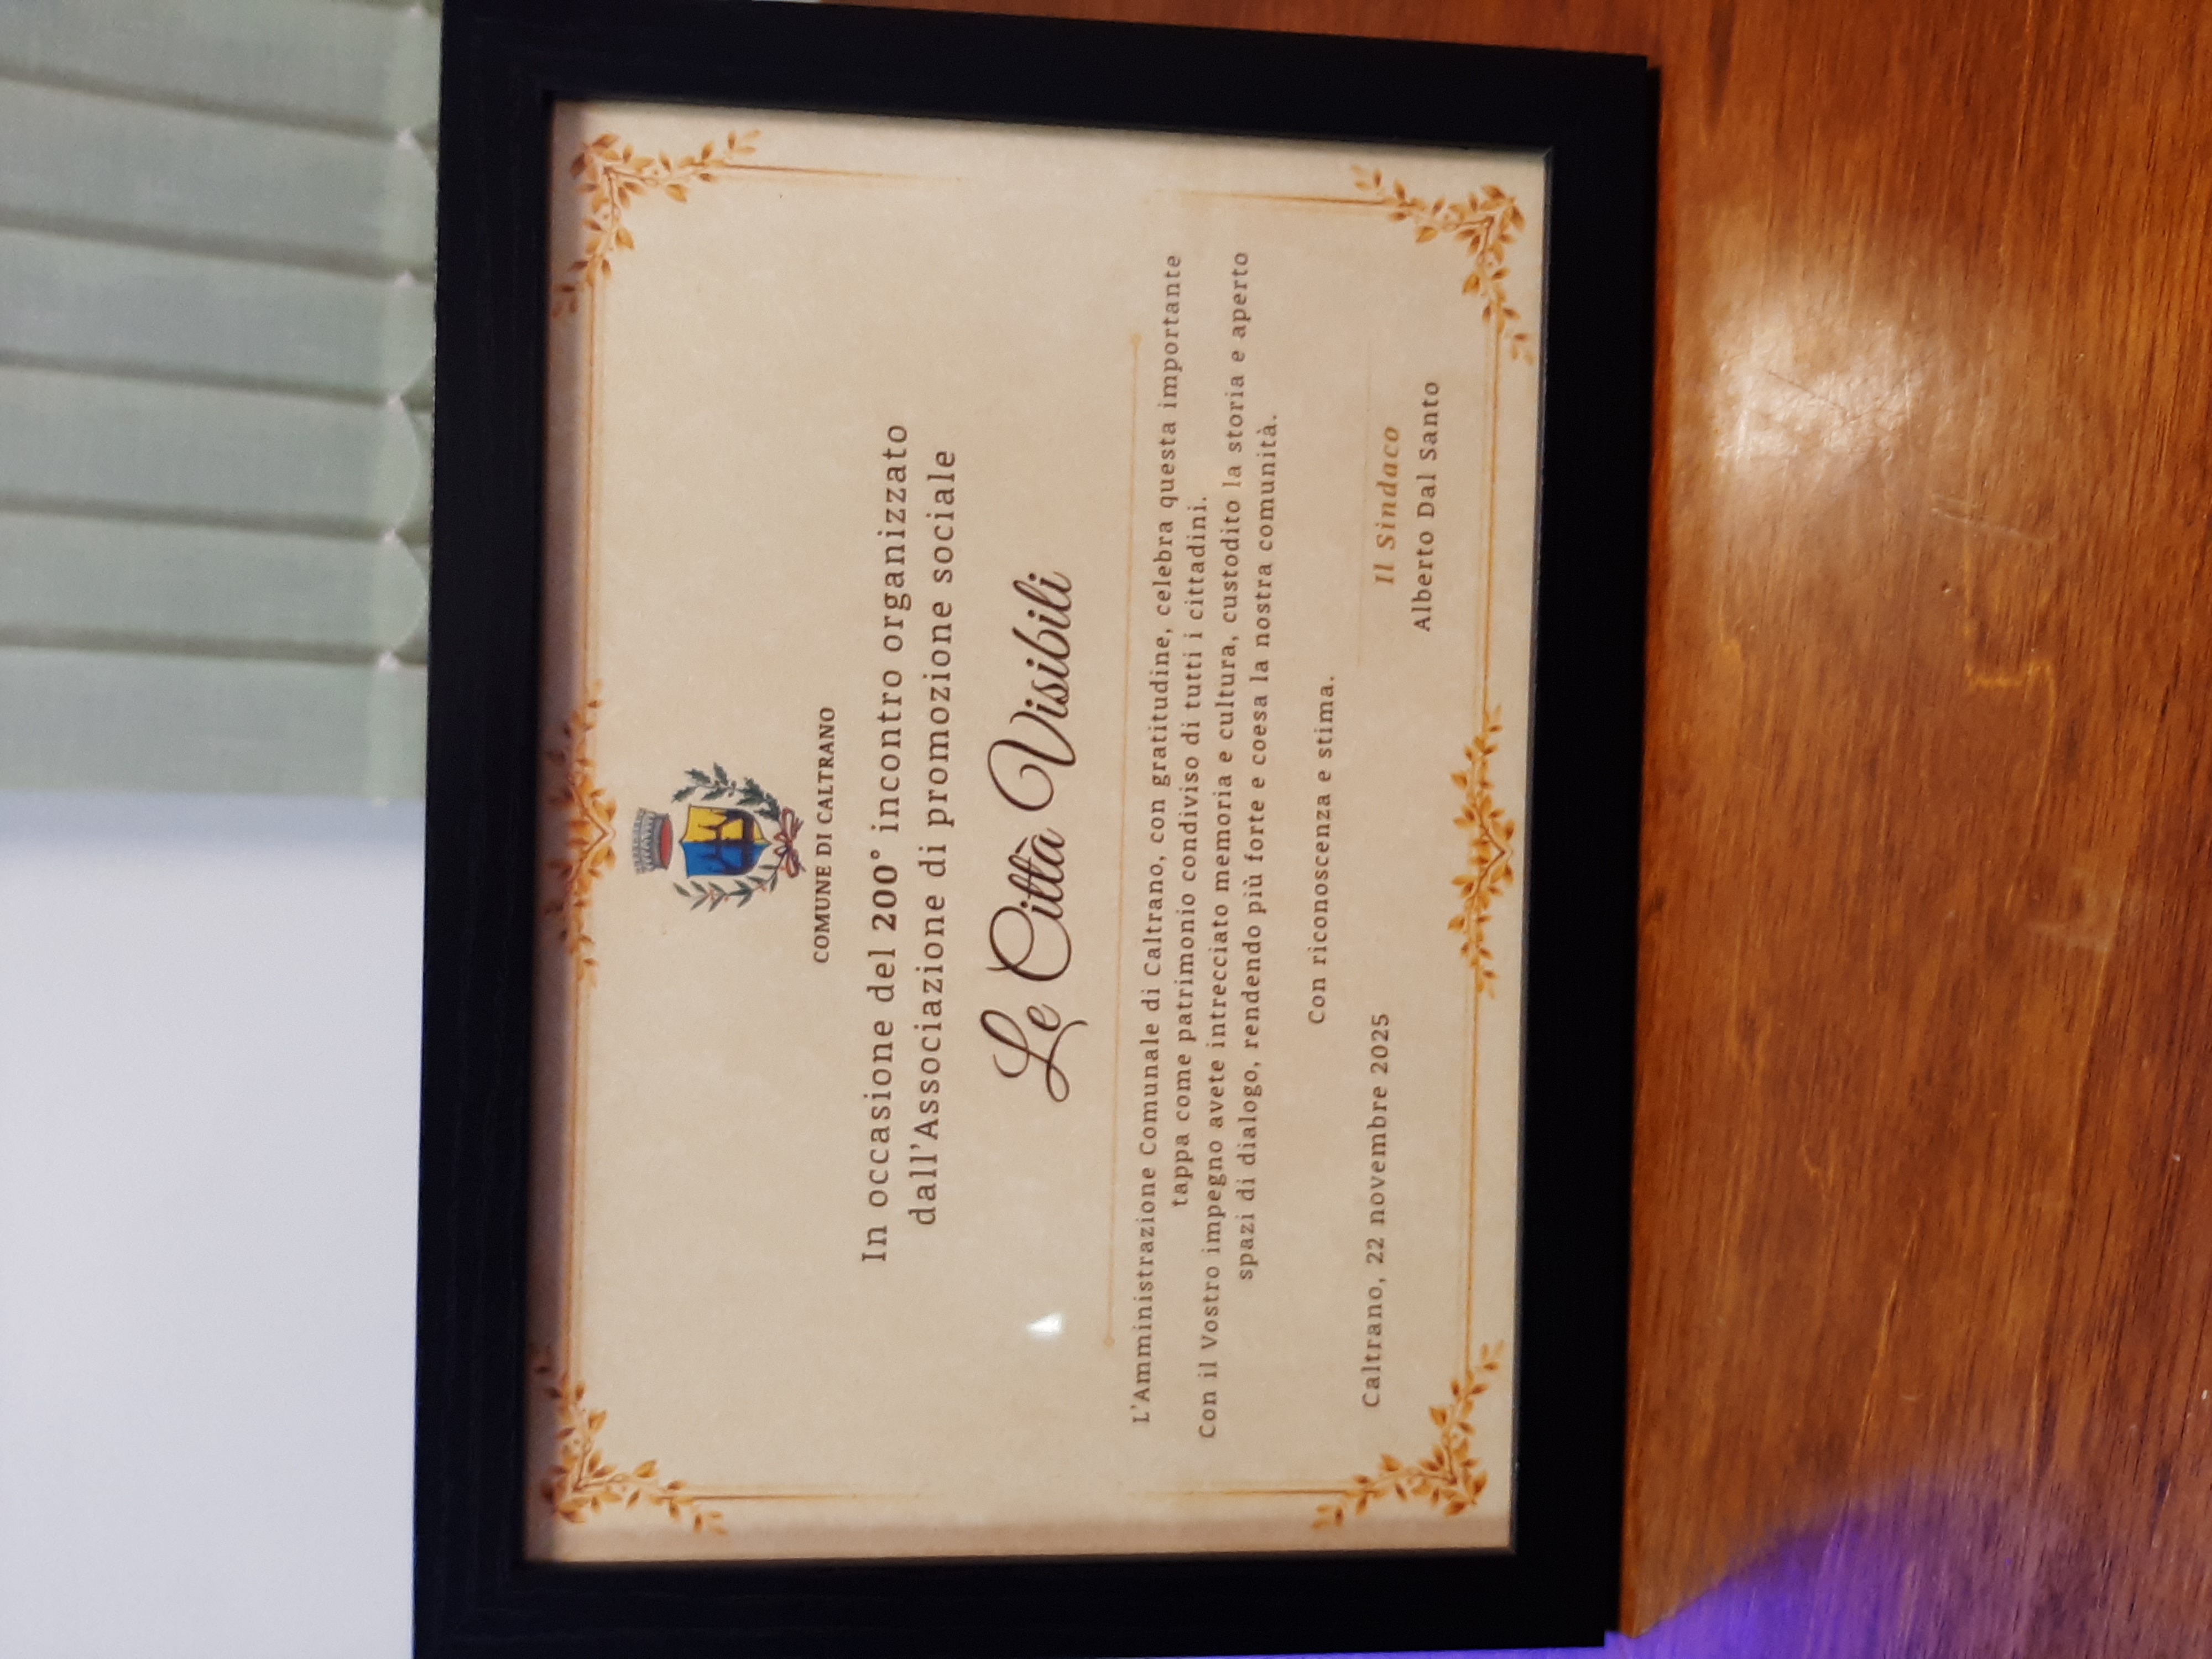 COMUNE DI CALTRANO
In occasione del 200° incontro organizzato
dall'Associazione di promozione sociale
Le Città Visibili
L'Amministrazione Comunale di Caltrano, con gratitudine, celebra questa importante
tappa come patrimonio condiviso di tutti i cittadini.
Con il Vostro impegno avete intrecciato memoria e cultura, custodito la storia e aperto
spazi di dialogo, rendendo più forte e coesa la nostra comunità.
Con riconoscenza e stima.
Caltrano, 22 novembre 2025
Il Sindaco
Alberto Dal Santo